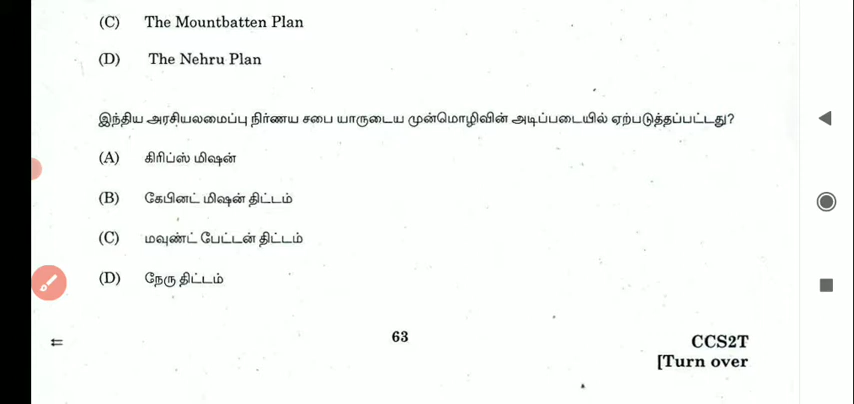 (C) The Mountbatten Plan
(D) The Nehru Plan
இந்திய அரசியலமைப்பு நிர்ணய சபை யாருடைய முன்மொழிவின் அடிப்படையில் ஏற்படுத்தப்பட்டது?
(A) கிரிப்ஸ் மிஷன்
(B) கேபினட் மிஷன் திட்டம்
(C) மவுண்ட் பேட்டன் திட்டம்
(D) நேரு திட்டம்
63
CCS2T
[Turn over